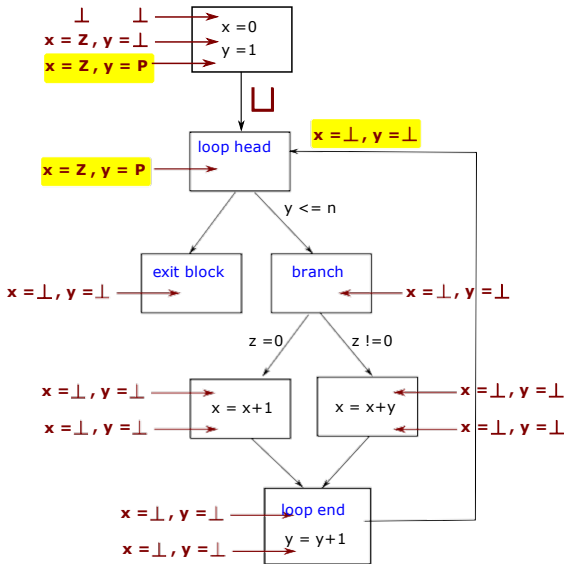 ⊥ ⊥
x = 0
x = Z , y = ⊥
y = 1
x = Z , y = P
⊔
x = ⊥ , y = ⊥
loop head
x = Z , y = P
y <= n
exit block
branch
x = ⊥ , y = ⊥
x = ⊥ , y = ⊥
z =0
z !=0
x = ⊥ , y = ⊥
x = ⊥ , y = ⊥
x = x+1
x = x+y
x = ⊥ , y = ⊥
x = ⊥ , y = ⊥
loop end
x = ⊥ , y = ⊥
y = y+1
x = ⊥ , y = ⊥